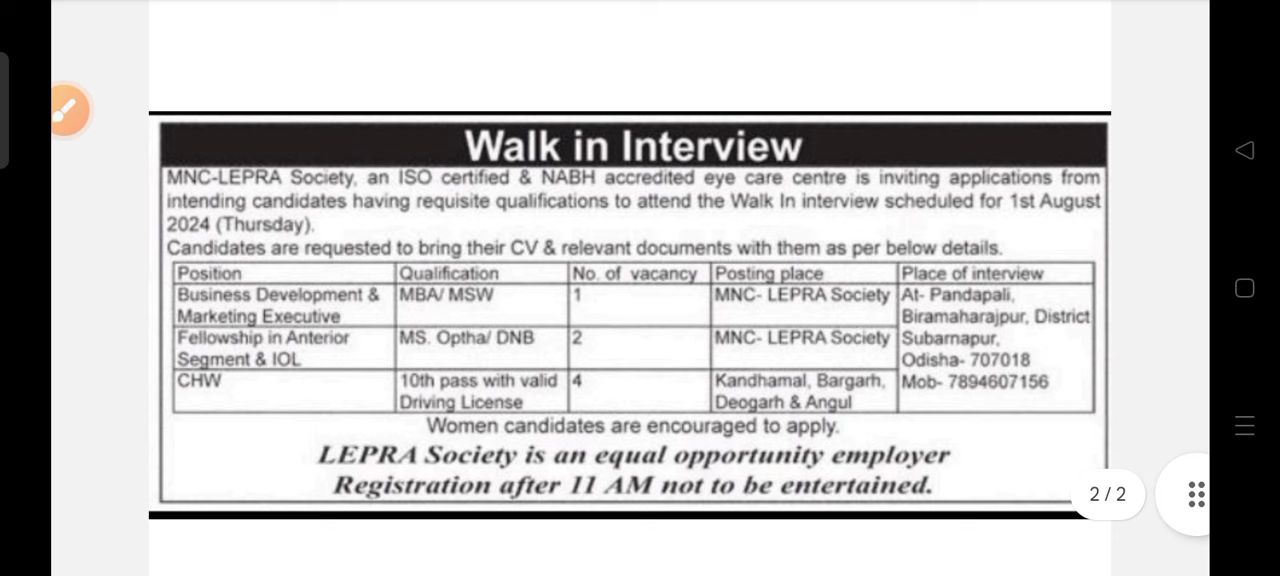 Walk in Interview
MNC-LEPRA Society, an ISO certified & NABH accredited eye care centre is inviting applications from
intending candidates having requisite qualifications to attend the Walk In interview scheduled for 1st August
2024 (Thursday).
Candidates are requested to bring their CV & relevant documents with them as per below details.
Position Qualification No. of vacancy Posting place Place of interview
Business Development & MBA/ MSW 1 MNC- LEPRA Society At- Pandapali,
Marketing Executive Biramaharajpur, District
Fellowship in Anterior MS. Optha/ DNB 2 MNC- LEPRA Society Subarnapur,
Segment & IOL Odisha- 707018
CHW 10th pass with valid 4 Kandhamal, Bargarh, Mob- 7894607156
Driving License Deogarh & Angul
Women candidates are encouraged to apply.
LEPRA Society is an equal opportunity employer
Registration after 11 AM not to be entertained.
2 / 2